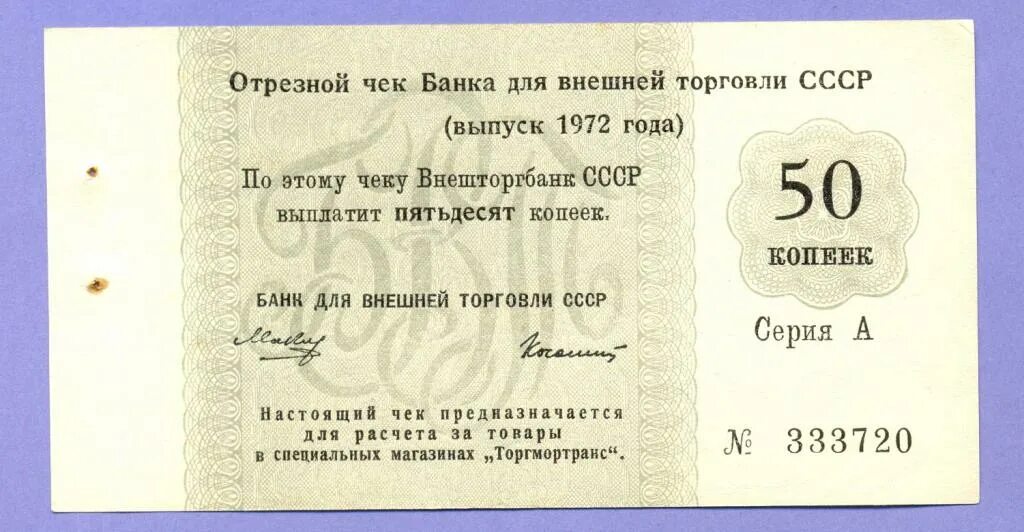 Отрезной чек Банка для внешней торговли СССР
(выпуск 1972 года)
По этому чеку Внешторгбанк СССР
выплатит пятьдесят копеек.
50
КОПЕЕК
БАНК ДЛЯ ВНЕШНЕЙ ТОРГОВЛИ СССР
Серия А
Настоящий чек предназначается
для расчета за товары
в специальных магазинах „Торгмортранс“.
№ 333720